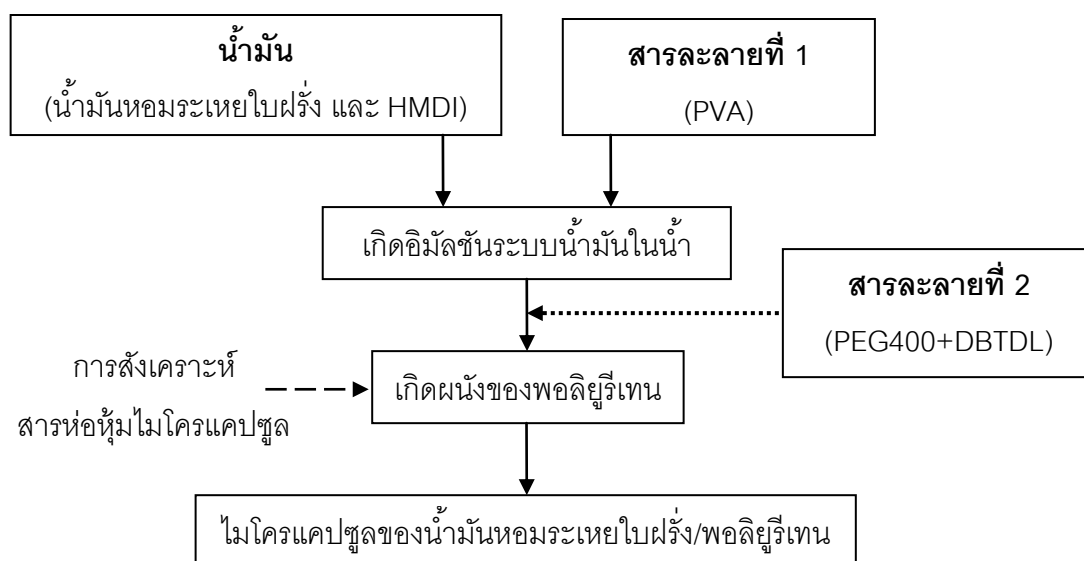 น้ำมัน
(น้ำมันหอมระเหยใบฝรั่ง และ HMDI)
สารละลายที่ 1
(PVA)
เกิดอิมัลชันระบบน้ำมันในน้ำ
สารละลายที่ 2
(PEG400+DBTDL)
การสังเคราะห์
สารห่อหุ้มไมโครแคปซูล
เกิดผนังของพอลิยูรีเทน
ไมโครแคปซูลของน้ำมันหอมระเหยใบฝรั่ง/พอลิยูรีเทน